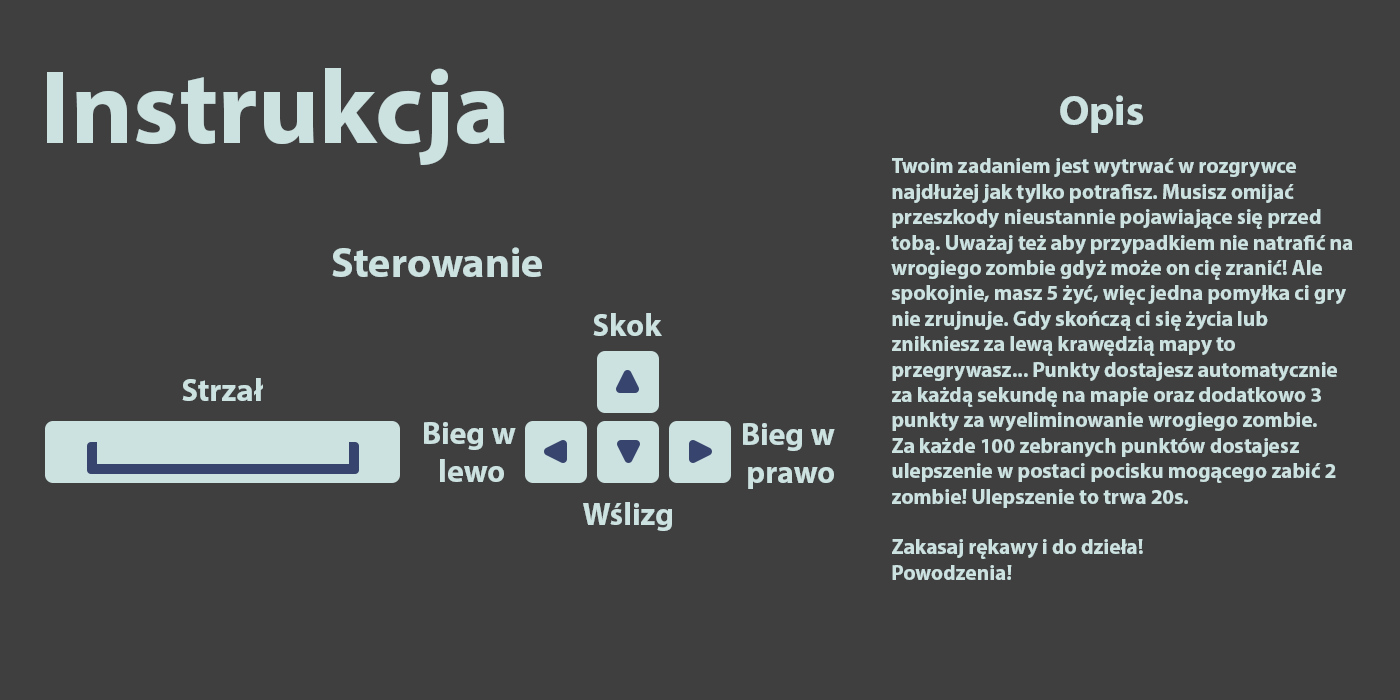 Instrukcja
Sterowanie
Skok
Strzał
Bieg w
lewo
Bieg w
prawo
Wślizg
Opis
Twoim zadaniem jest wytrwać w rozgrywce
najdłużej jak tylko potrafisz. Musisz omijać
przeszkody nieustannie pojawiające się przed
tobą. Uważaj też aby przypadkiem nie natrafić na
wrogiego zombie gdyż może on cię zranić! Ale
spokojnie, masz 5 żyć, więc jedna pomyłka ci gry
nie zrujnuje. Gdy skończą ci się życia lub
znikniesz za lewą krawędzią mapy to
przegrywasz... Punkty dostajesz automatycznie
za każdą sekundę na mapie oraz dodatkowo 3
punkty za wyeliminowanie wrogiego zombie.
Za każde 100 zebranych punktów dostajesz
ulepszenie w postaci pocisku mogącego zabić 2
zombie! Ulepszenie to trwa 20s.
Zakasaj rękawy i do dzieła!
Powodzenia!